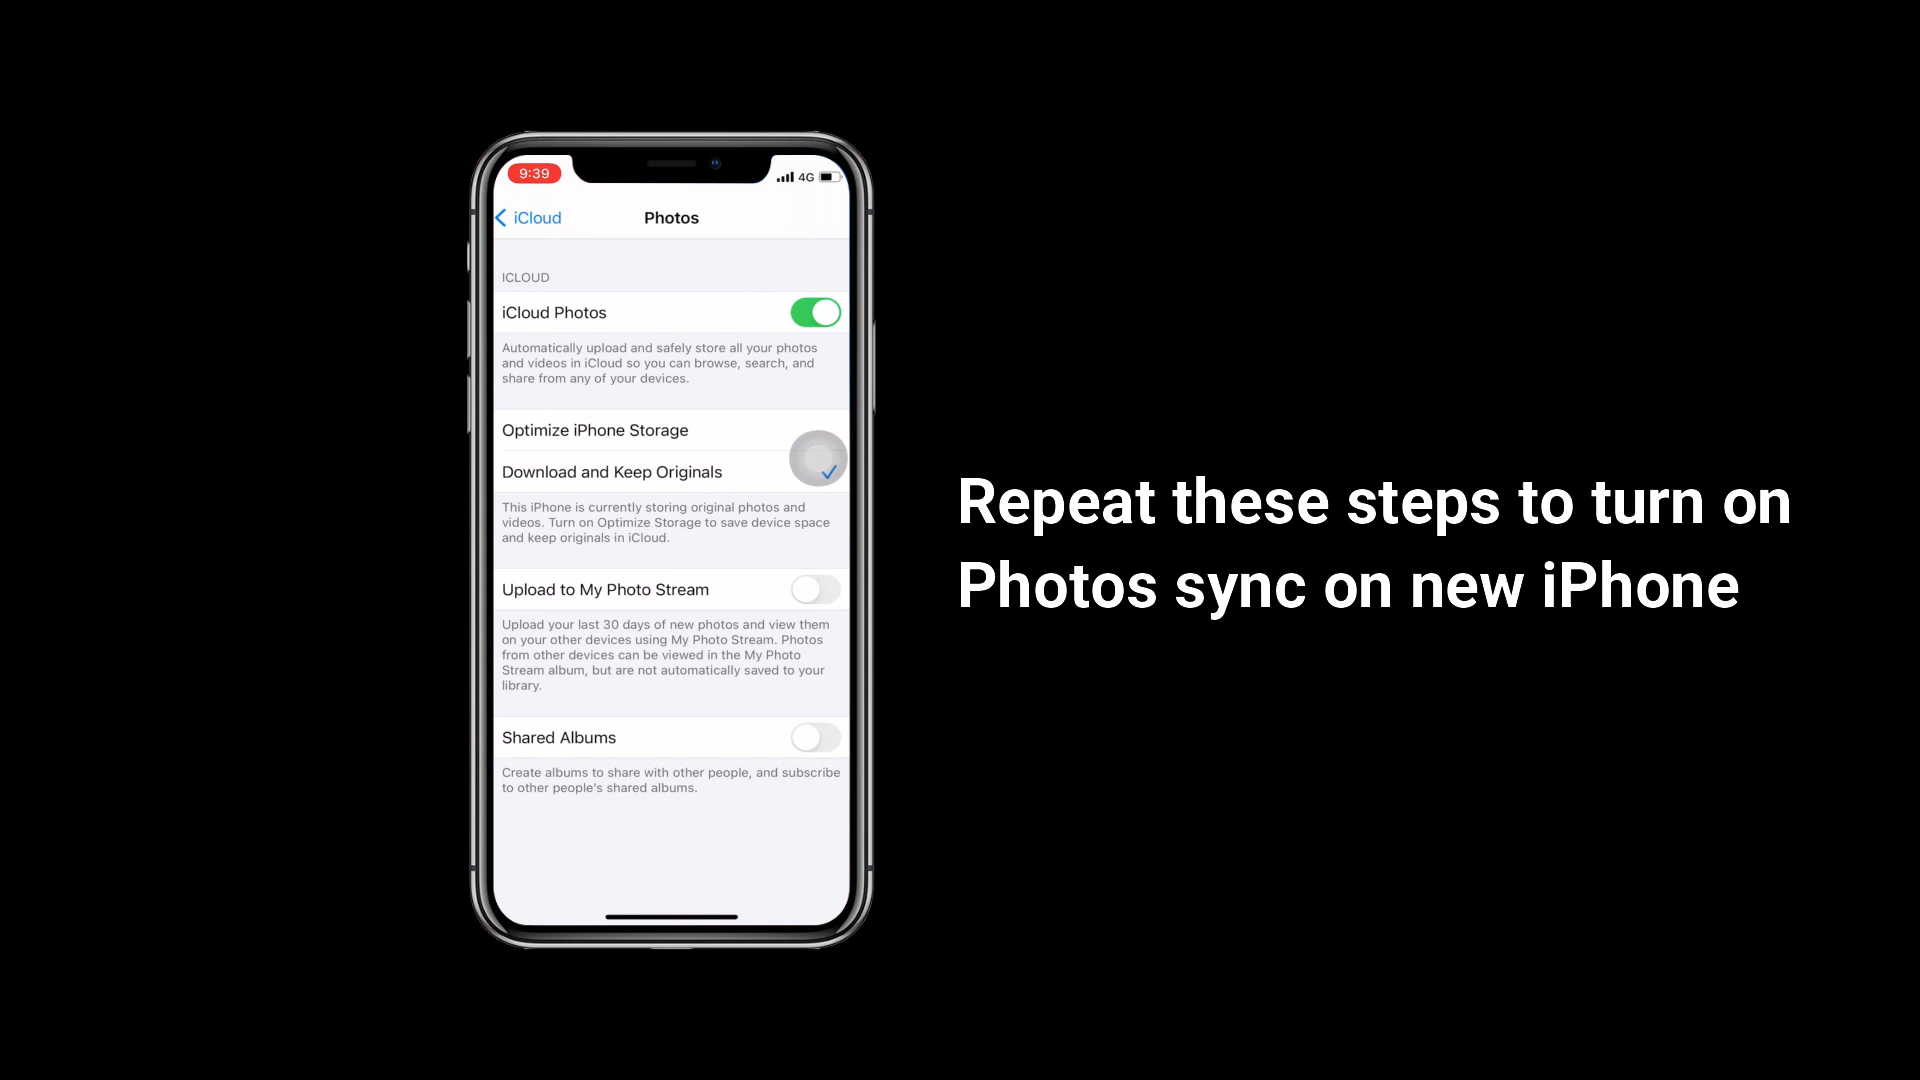 9:39
4G
iCloud
Photos
ICLOUD
iCloud Photos
Automatically upload and safely store all your photos
and videos in iCloud so you can browse, search, and
share from any of your devices.
Optimize iPhone Storage
Download and Keep Originals
This iPhone is currently storing original photos and
videos. Turn on Optimize Storage to save device space
and keep originals in iCloud.
Upload to My Photo Stream
Upload your last 30 days of new photos and view them
on your other devices using My Photo Stream. Photos
from other devices can be viewed in the My Photo
Stream album, but are not automatically saved to your
library.
Shared Albums
Create albums to share with other people, and subscribe
to other people's shared albums.
Repeat these steps to turn on
Photos sync on new iPhone